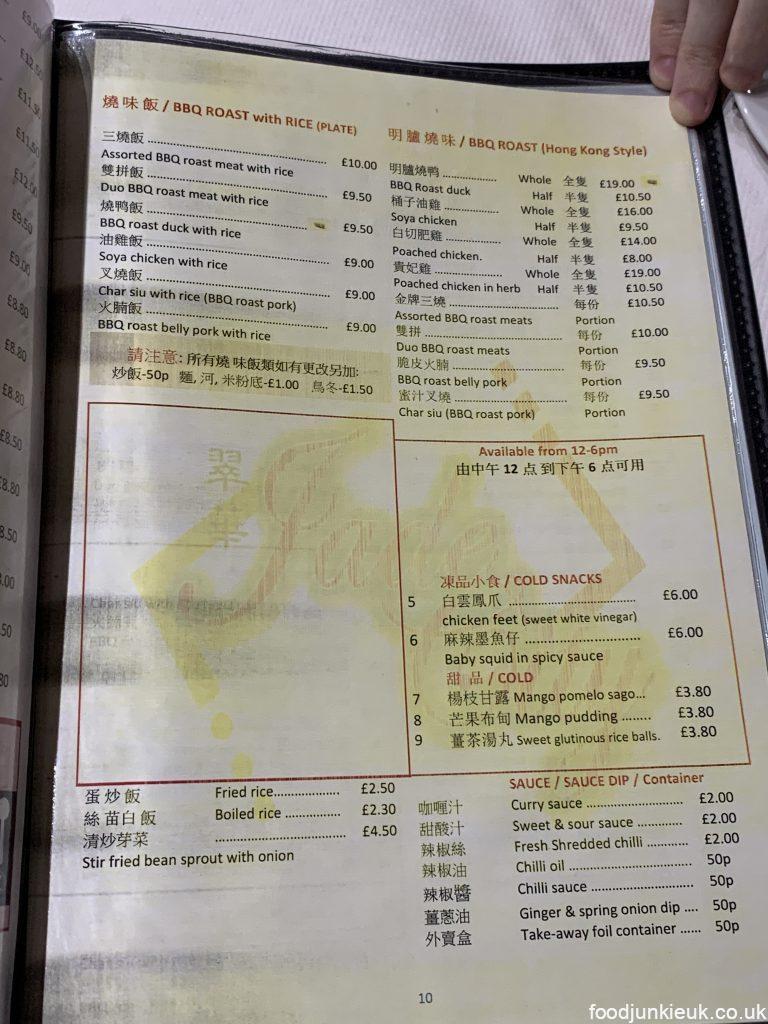 燒味飯 / BBQ ROAST with RICE (PLATE)
三燒飯 ........ £10.00
Assorted BBQ roast meat with rice
雙拼飯 ........ £9.50
Duo BBQ roast meat with rice
燒鸭飯 ........ £9.50
BBQ roast duck with rice
油雞飯 ........ £9.00
Soya chicken with rice
叉燒飯 ........ £9.00
Char siu with rice (BBQ roast pork)
火腩飯 ........ £9.00
BBQ roast belly pork with rice
請注意: 所有燒味飯類如有更改另加:
炒飯-50p 麵, 河, 米粉底-£1.00 烏冬-£1.50
明臚燒味 / BBQ ROAST (Hong Kong Style)
明臚燒鸭 ........ Whole 全隻 £19.00
BBQ Roast duck Half 半隻 £10.50
桶子油雞 ........ Whole 全隻 £16.00
Soya chicken Half 半隻 £9.50
白切肥雞 ........ Whole 全隻 £14.00
Poached chicken. Half 半隻 £8.00
貴妃雞 ........ Whole 全隻 £19.00
Poached chicken in herb Half 半隻 £10.50
金牌三燒 ........ 每份 £10.50
Assorted BBQ roast meats Portion
雙拼 ........ 每份 £10.00
Duo BBQ roast meats Portion
脆皮火腩 ........ 每份 £9.50
BBQ roast belly pork Portion
蜜汁叉燒 ........ 每份 £9.50
Char siu (BBQ roast pork) Portion
翠華
Jade
Available from 12-6pm
由中午 12 点 到下午 6 点可用
凍品小食 / COLD SNACKS
5 白雲鳳爪 ........ £6.00
chicken feet (sweet white vinegar)
6 麻辣墨魚仔 ........ £6.00
Baby squid in spicy sauce
甜 品 / COLD
7 楊枝甘露 Mango pomelo sago... £3.80
8 芒果布甸 Mango pudding ........ £3.80
9 薑茶湯丸 Sweet glutinous rice balls. £3.80
蛋炒飯 Fried rice........ £2.50
絲苗白飯 Boiled rice ........ £2.30
清炒芽菜 ........ £4.50
Stir fried bean sprout with onion
SAUCE / SAUCE DIP / Container
咖喱汁 Curry sauce ........ £2.00
甜酸汁 Sweet & sour sauce ........ £2.00
辣椒絲 Fresh Shredded chilli ........ £2.00
辣椒油 Chilli oil ........ 50p
辣椒醬 Chilli sauce ........ 50p
薑蔥油 Ginger & spring onion dip .... 50p
外賣盒 Take-away foil container ...... 50p
10
foodjunkieuk.co.uk